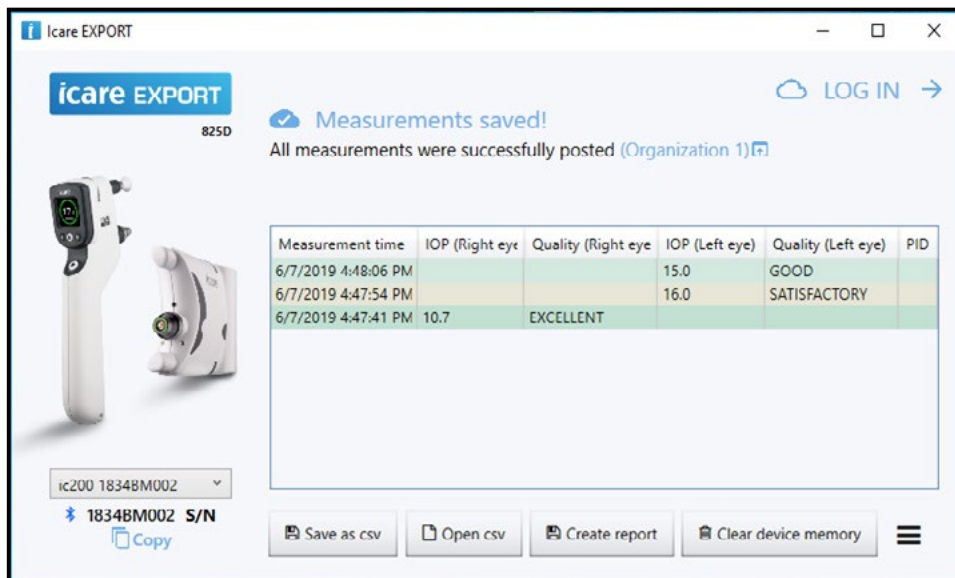 Icare EXPORT
icare EXPORT
825D
LOG IN
Measurements saved!
All measurements were successfully posted (Organization 1)
Measurement time IOP (Right eye Quality (Right eye IOP (Left eye) Quality (Left eye) PID
6/7/2019 4:48:06 PM 15.0 GOOD
6/7/2019 4:47:54 PM 16.0 SATISFACTORY
6/7/2019 4:47:41 PM 10.7 EXCELLENT
ic200 1834BM002
1834BM002 S/N
Copy
Save as csv Open csv Create report Clear device memory